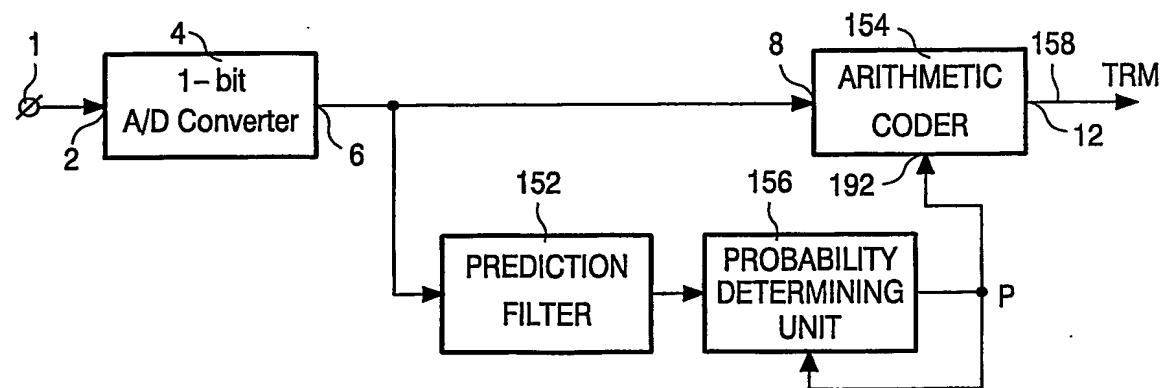 1
4
1-bit
A/D Converter
2
6
8
154
ARITHMETIC
CODER
158
TRM
12
192
152
PREDICTION
FILTER
156
PROBABILITY
DETERMINING
UNIT
P